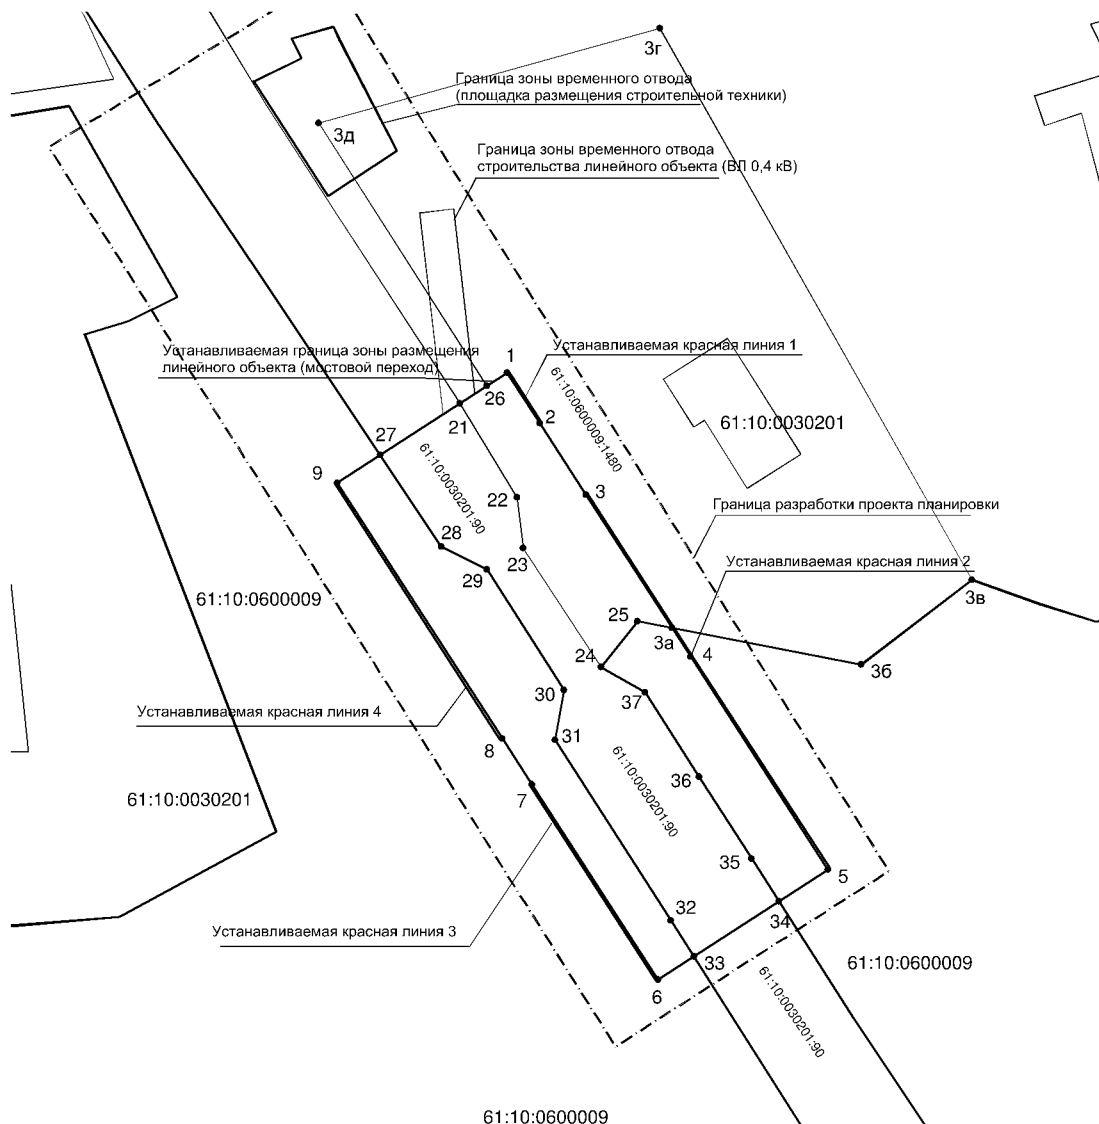 3г
Граница зоны временного отвода
(площадка размещения строительной техники)
3д
Граница зоны временного отвода
строительства линейного объекта (ВЛ 0,4 кВ)
Устанавливаемая граница зоны размещения
линейного объекта (мостовой переход)
Устанавливаемая красная линия 1
1
26
21
61:10:0600009:1480
2
61:10:0030201
27
9
61:10:0030201:90
22
3
Граница разработки проекта планировки
28
23
29
Устанавливаемая красная линия 2
3в
61:10:0600009
25
3а
4
24
3б
30
37
Устанавливаемая красная линия 4
31
8
61:10:0030201:90
36
7
61:10:0030201
35
5
32
34
Устанавливаемая красная линия 3
33
61:10:0600009
6
61:10:0030201:90
61:10:0600009